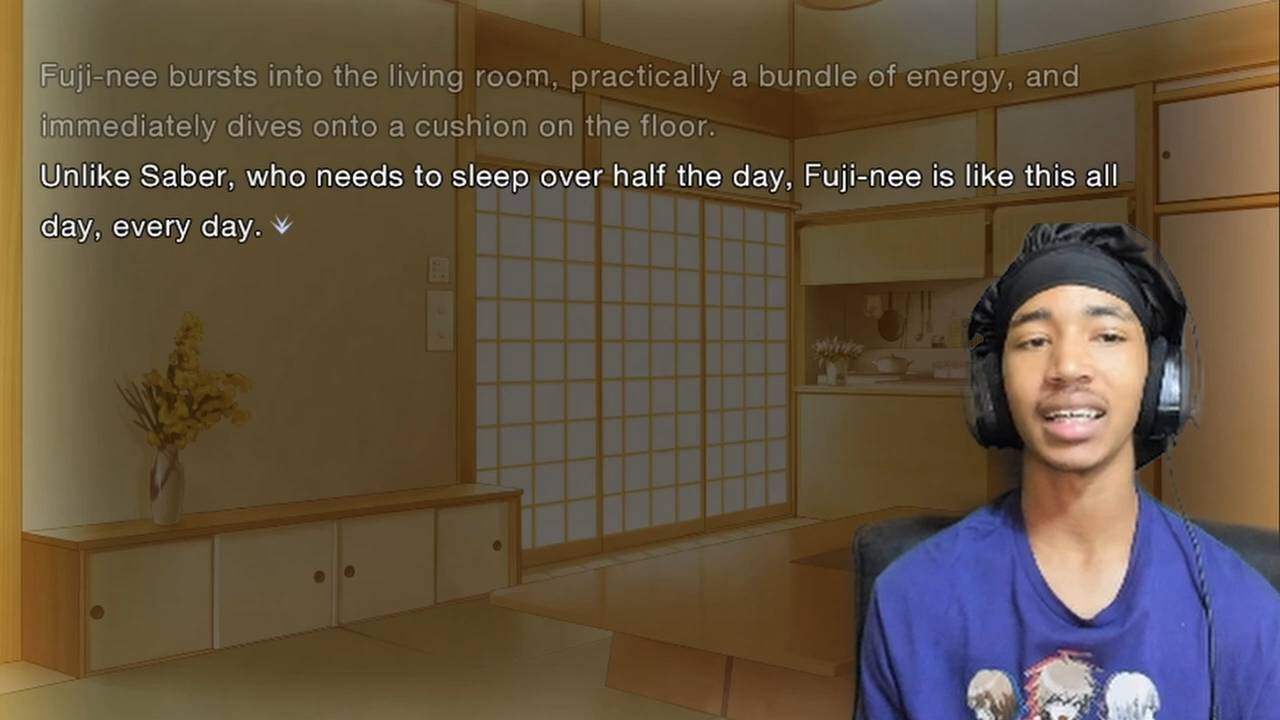 Fuji-nee bursts into the living room, practically a bundle of energy, and
immediately dives onto a cushion on the floor.
Unlike Saber, who needs to sleep over half the day, Fuji-nee is like this all
day, every day.